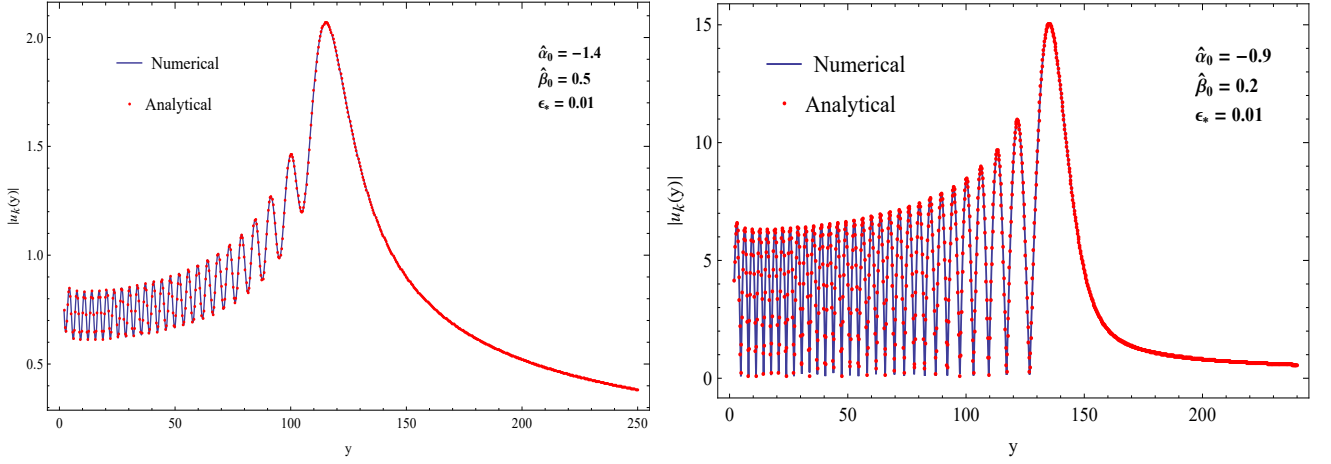 2.0
1.5
1.0
0.5
0
50
100
150
200
250
|u_k(y)|
y
Numerical
Analytical
α̂₀ = −1.4
β̂₀ = 0.5
ϵ* = 0.01
15
10
5
0
0
50
100
150
200
|u_k(y)|
y
Numerical
Analytical
α̂₀ = −0.9
β̂₀ = 0.2
ϵ* = 0.01